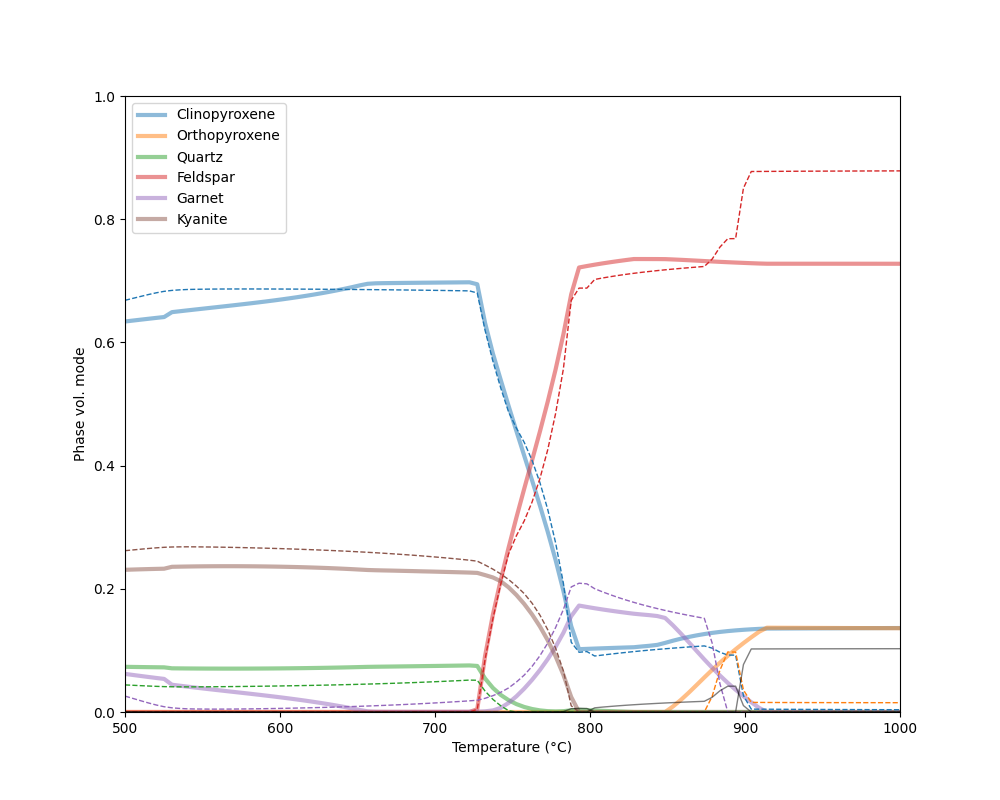 1.0
0.8
0.6
0.4
0.2
0.0
Phase vol. mode
Clinopyroxene
Orthopyroxene
Quartz
Feldspar
Garnet
Kyanite
500
600
700
800
900
1000
Temperature (°C)